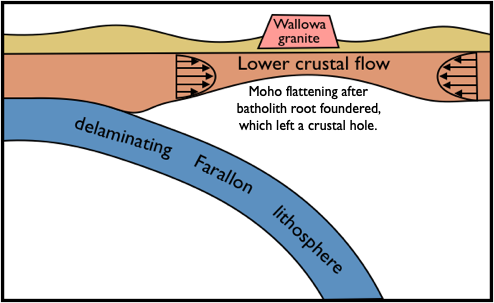 Wallowa
granite
Lower crustal flow
Moho flattening after
batholith root foundered,
which left a crustal hole.
delaminating Farallon lithosphere